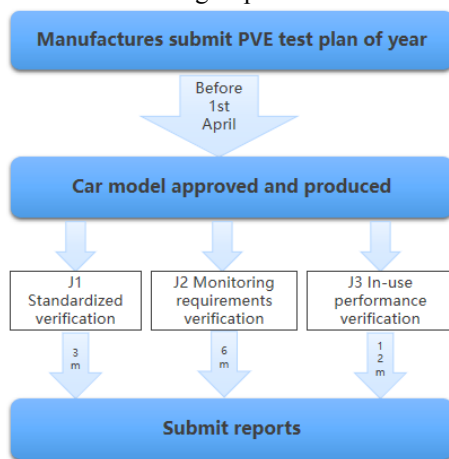 Manufactures submit PVE test plan of year
Before
1st
April
Car model approved and produced
J1
Standardized
verification
J2 Monitoring
requirements
verification
J3 In-use
performance
verification
3
m
6
m
1
2
m
Submit reports